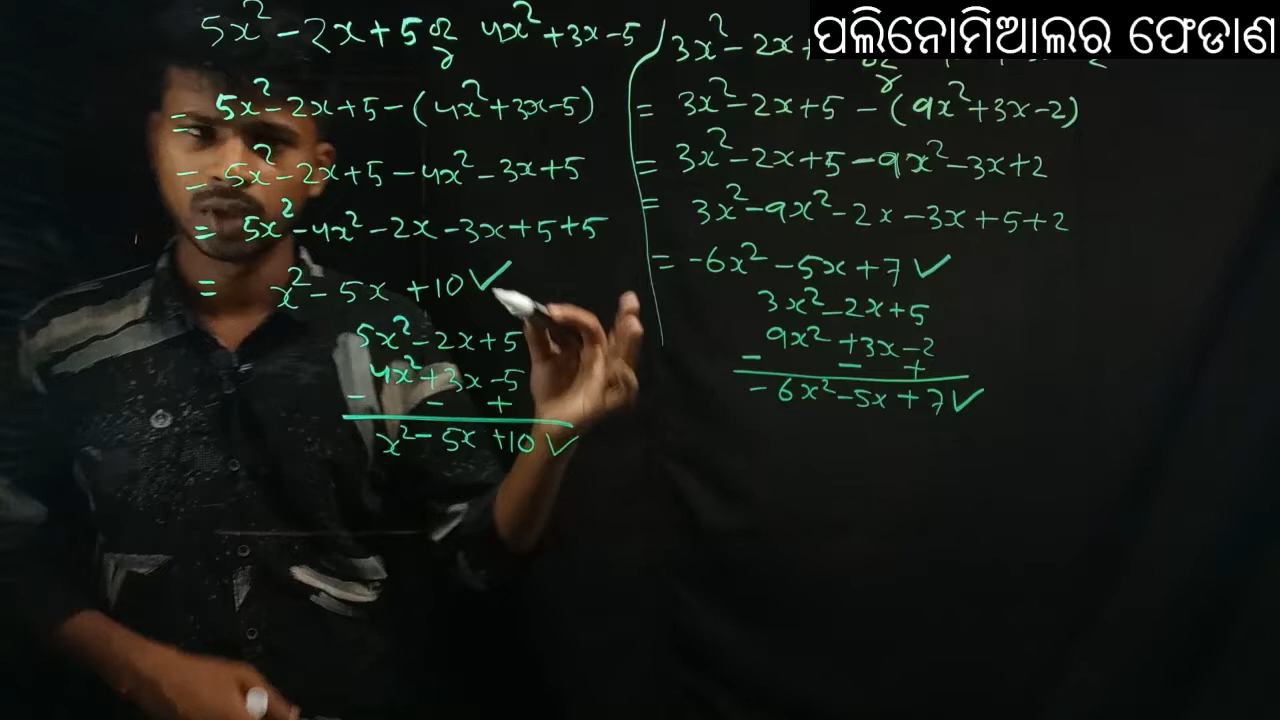 ପଲିନୋମିଆଲର ଫେଡାଣ
5x² - 2x + 5 ରୁ 4x² + 3x - 5
= 5x² - 2x + 5 - (4x² + 3x - 5)
= 5x² - 2x + 5 - 4x² - 3x + 5
= 5x² - 4x² - 2x - 3x + 5 + 5
= x² - 5x + 10 ✓
5x² - 2x + 5
4x² + 3x - 5
- - +
x² - 5x + 10 ✓
3x² - 2x +
= 3x² - 2x + 5 - (9x² + 3x - 2)
= 3x² - 2x + 5 - 9x² - 3x + 2
= 3x² - 9x² - 2x - 3x + 5 + 2
= -6x² - 5x + 7 ✓
3x² - 2x + 5
9x² + 3x - 2
- - +
- 6x² - 5x + 7 ✓